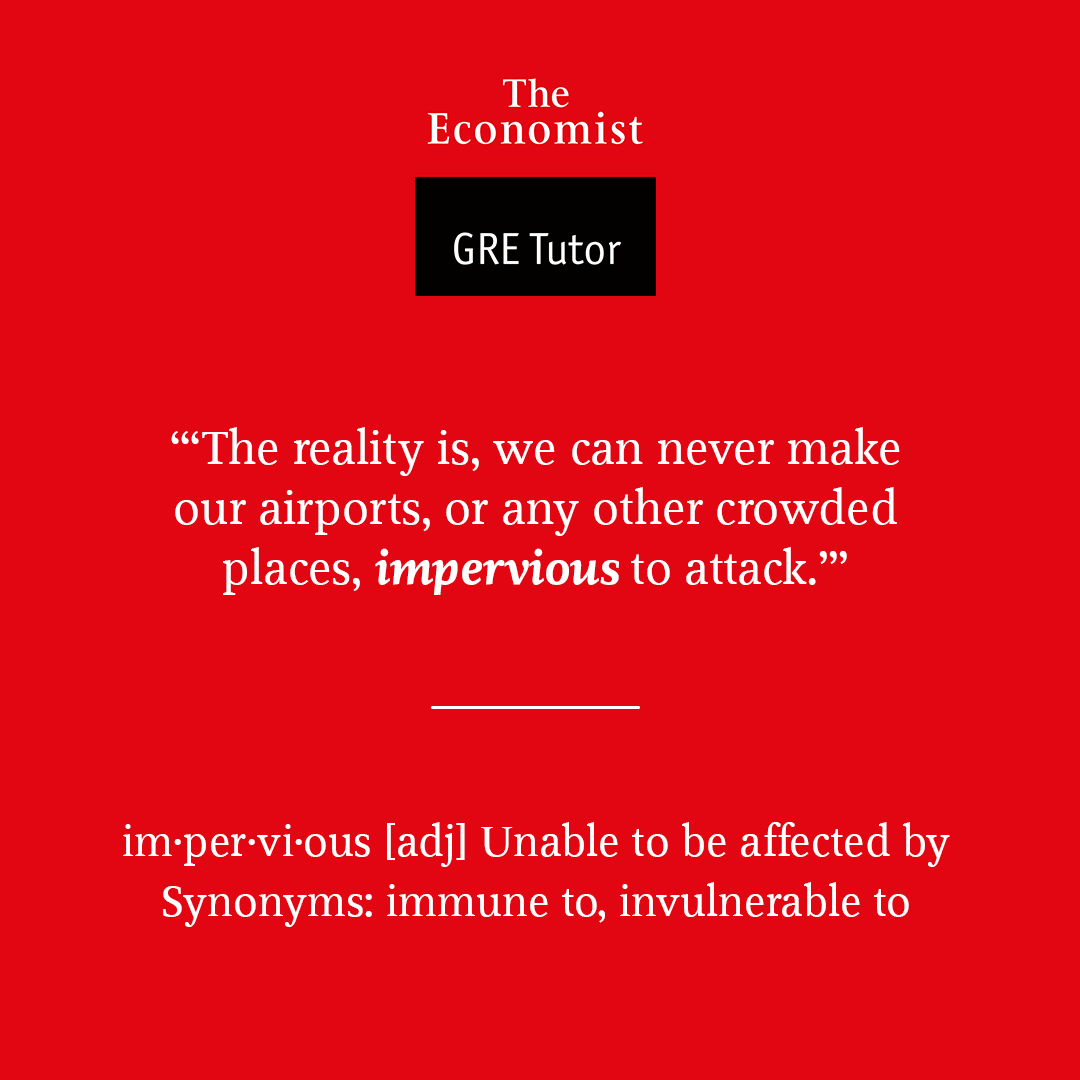 The
Economist
GRE Tutor
“‘The reality is, we can never make
our airports, or any other crowded
places, impervious to attack.’”
im·per·vi·ous [adj] Unable to be affected by
Synonyms: immune to, invulnerable to